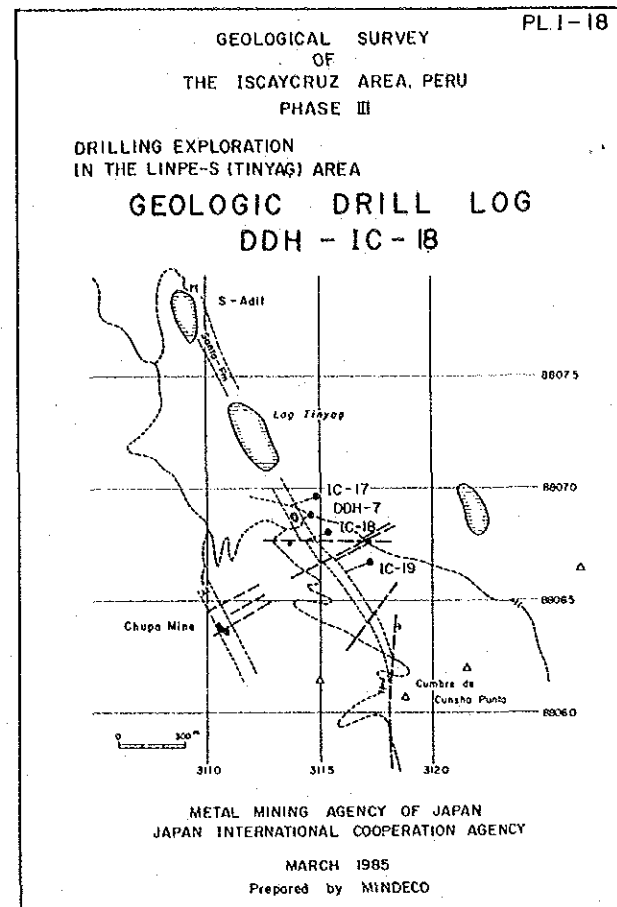 PL.I-18
GEOLOGICAL SURVEY
OF
THE ISCAYCRUZ AREA, PERU
PHASE III
DRILLING EXPLORATION
IN THE LINPE-S (TINYAG) AREA
GEOLOGIC DRILL LOG
DDH-IC-18
S-Adit
Santa Fm
88075
Lag Tinyag
88070
IC-17
DDH-7
IC-18
IC-19
88065
Chupa Mine
Cumbre de
Cunsha Punta
88060
0 300 m
3110 3115 3120
METAL MINING AGENCY OF JAPAN
JAPAN INTERNATIONAL COOPERATION AGENCY
MARCH 1985
Prepared by MINDECO